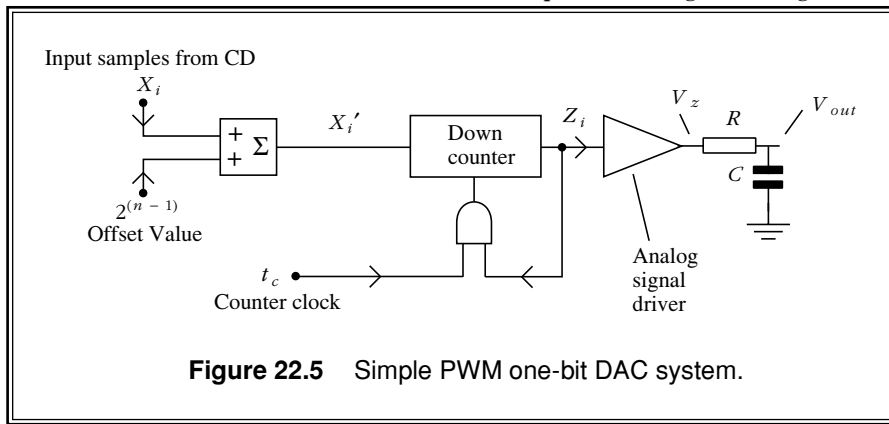 Input samples from CD
X_i
+
+ Σ
X_i′
Down
counter
Z_i
V_z
R
V_out
C
2^(n − 1)
Offset Value
t_c
Counter clock
Analog
signal
driver
Figure 22.5 Simple PWM one-bit DAC system.